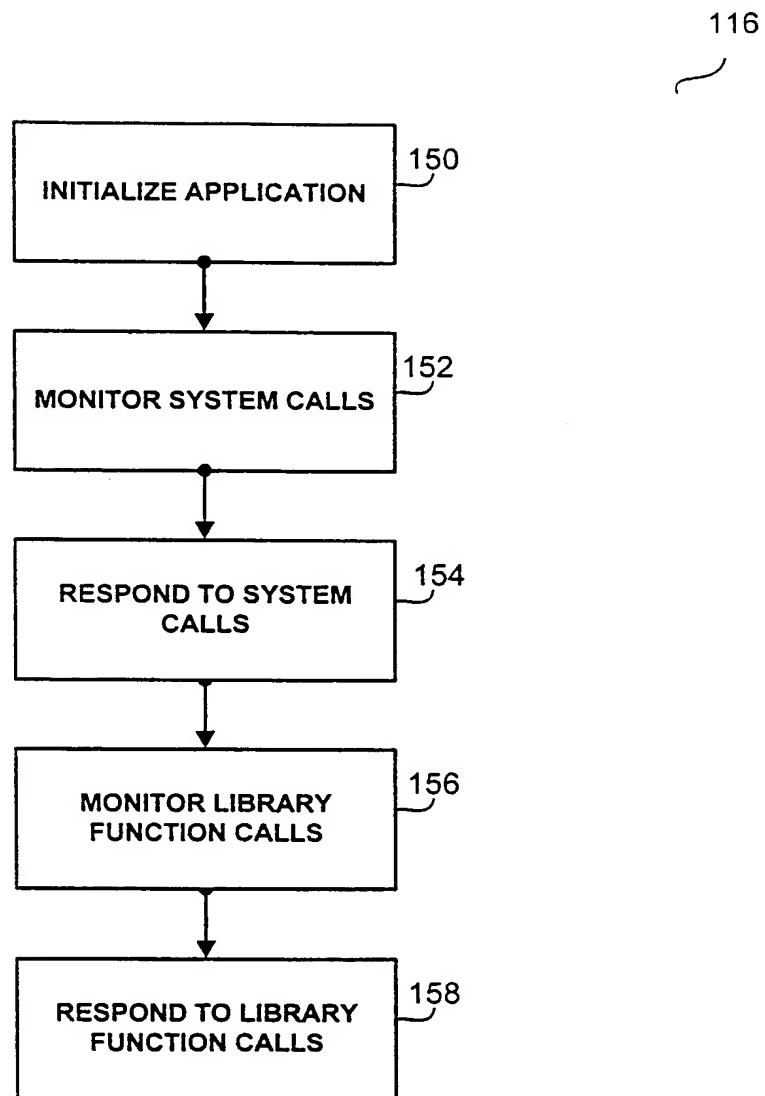 116
150
INITIALIZE APPLICATION
152
MONITOR SYSTEM CALLS
154
RESPOND TO SYSTEM
CALLS
156
MONITOR LIBRARY
FUNCTION CALLS
158
RESPOND TO LIBRARY
FUNCTION CALLS